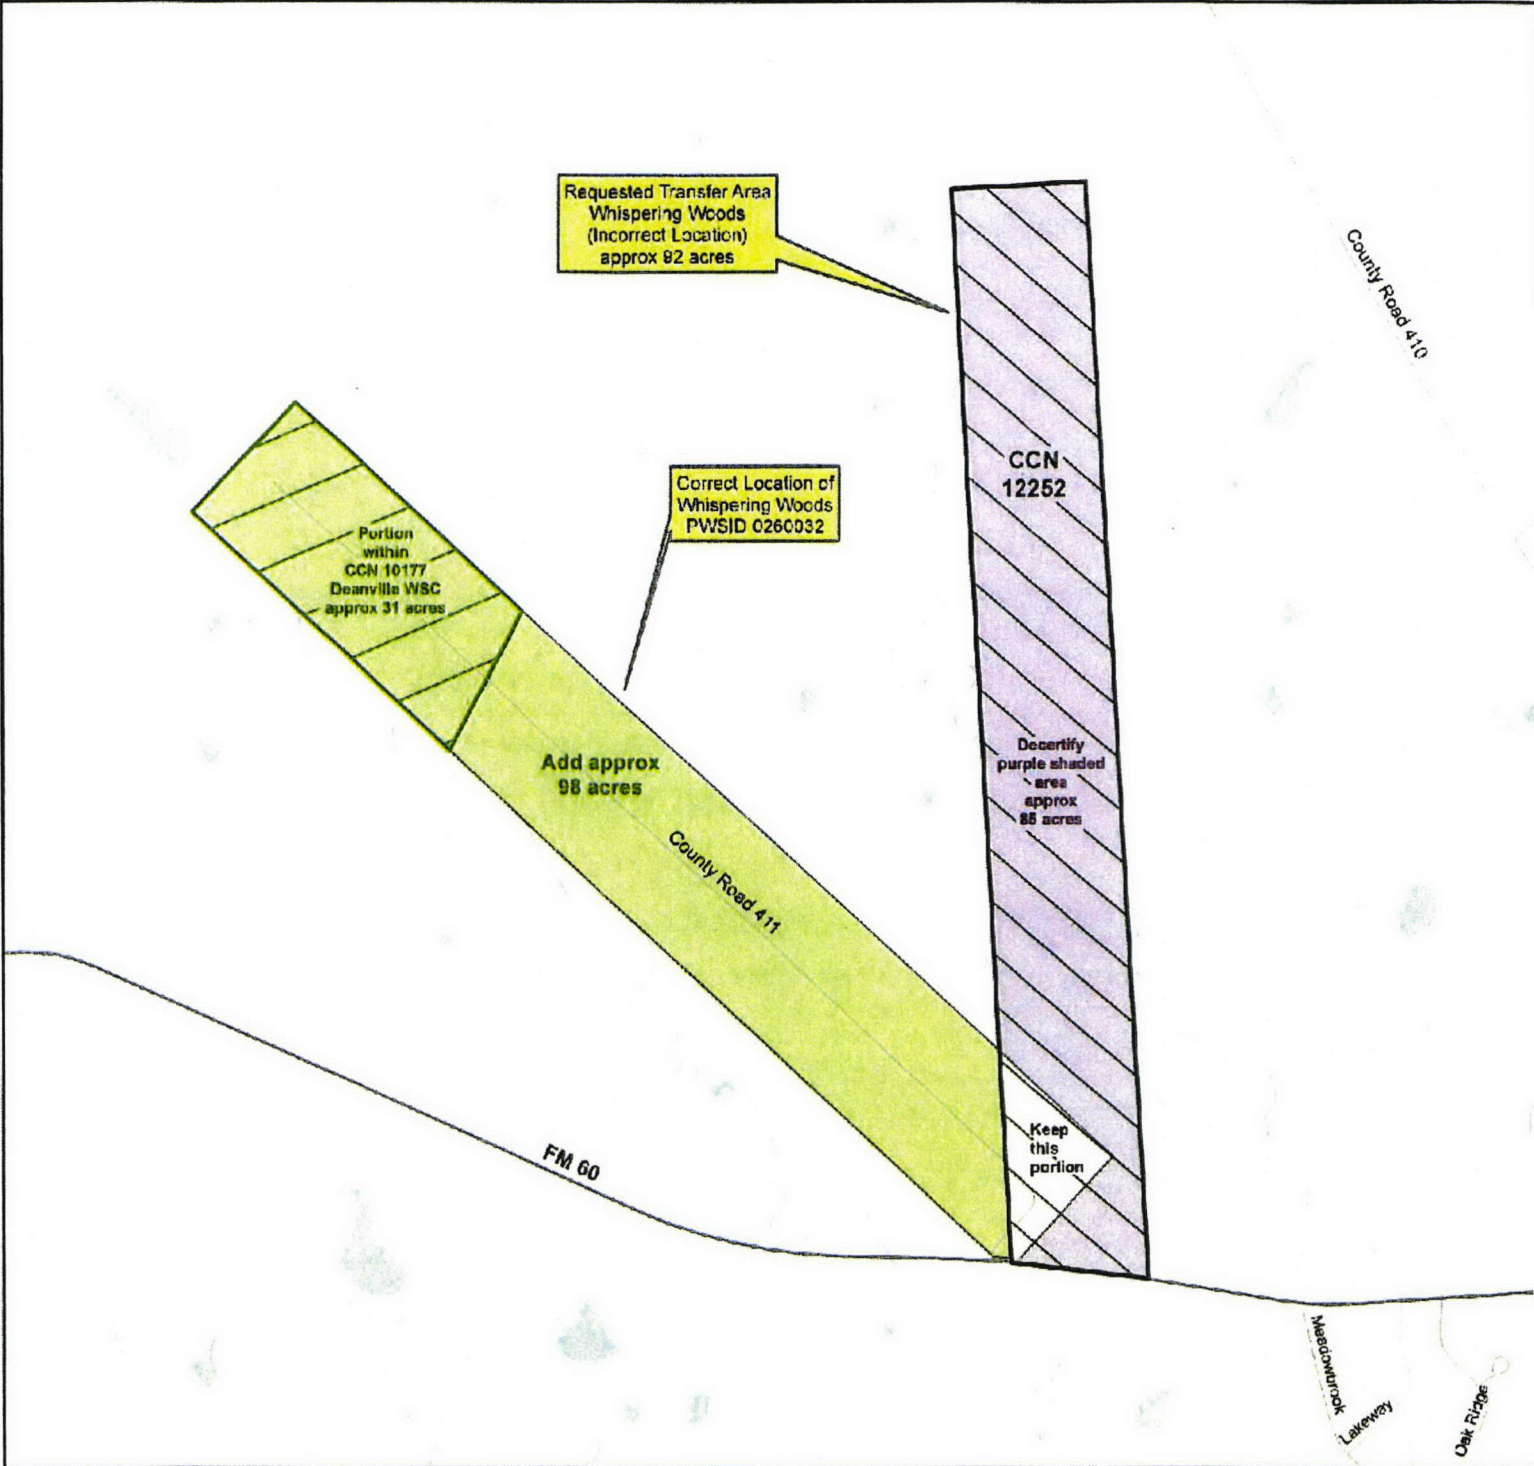 Requested Transfer Area
Whispering Woods
(Incorrect Location)
approx 92 acres
County Road 410
CCN
12252
Correct Location of
Whispering Woods
PWSID 0260032
Portion
within
CCN 10177
Deanville WSC
approx 31 acres
Decertify
purple shaded
area
approx
85 acres
Add approx
98 acres
County Road 411
Keep
this
portion
FM 60
Meadowbrook
Lakeway
Oak Ridge